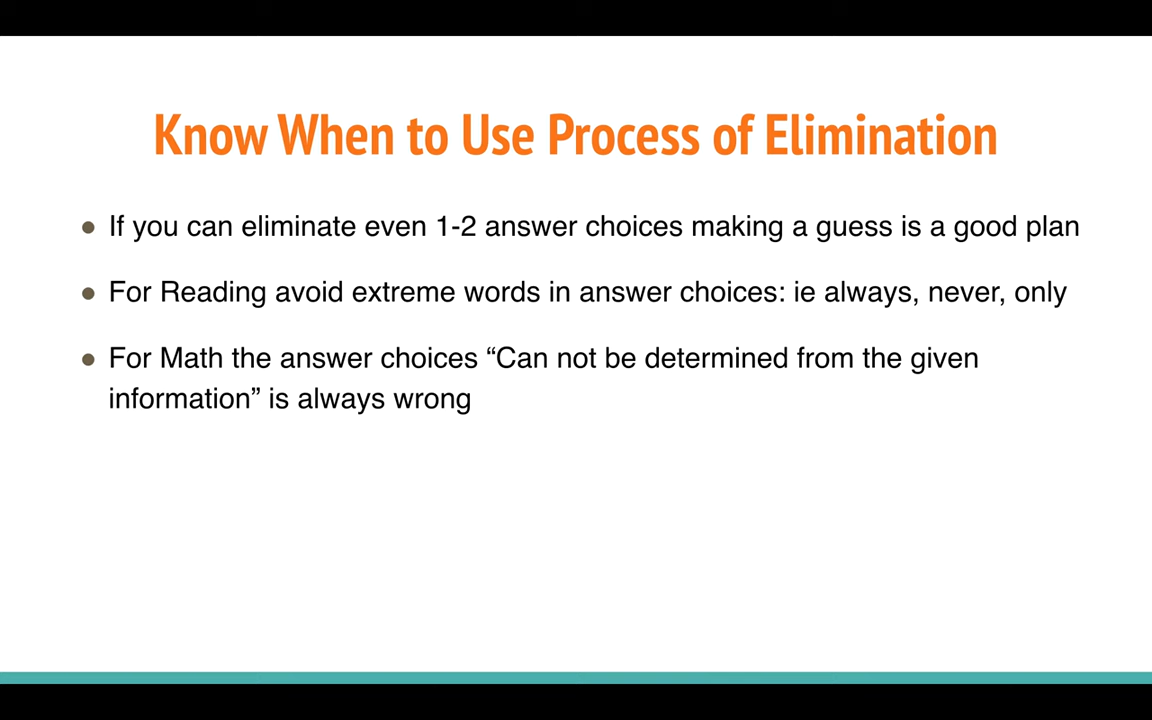 Know When to Use Process of Elimination
● If you can eliminate even 1-2 answer choices making a guess is a good plan
● For Reading avoid extreme words in answer choices: ie always, never, only
● For Math the answer choices “Can not be determined from the given
information” is always wrong